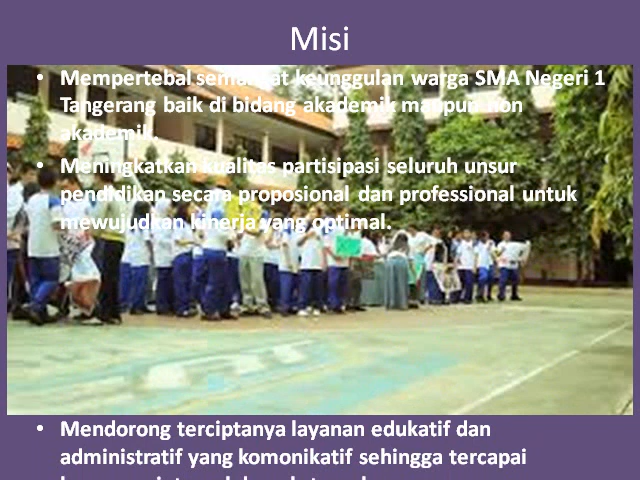 Misi
• Mempertebal semangat keunggulan warga SMA Negeri 1
Tangerang baik di bidang akademik maupun non
akademik.
• Meningkatkan kualitas partisipasi seluruh unsur
pendidikan secara proposional dan professional untuk
mewujudkan kinerja yang optimal.
• Mendorong terciptanya layanan edukatif dan
administratif yang komonikatif sehingga tercapai